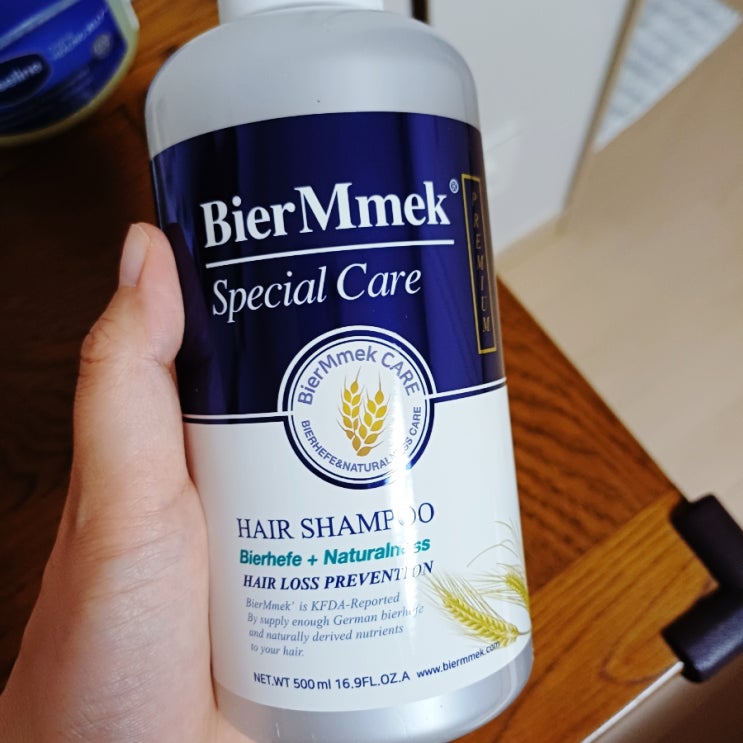 BierMmek®
Special Care
PREMIUM
BierMmek CARE
BIERHEFE&NATURALNESS CARE
HAIR SHAMPOO
Bierhefe + Naturalness
HAIR LOSS PREVENTION
BierMmek' is KFDA-Reported
By supply enough German bierhefe
and naturally derived nutrients
to your hair.
NET.WT 500ml 16.9FL.OZ.A www.biermmek.com